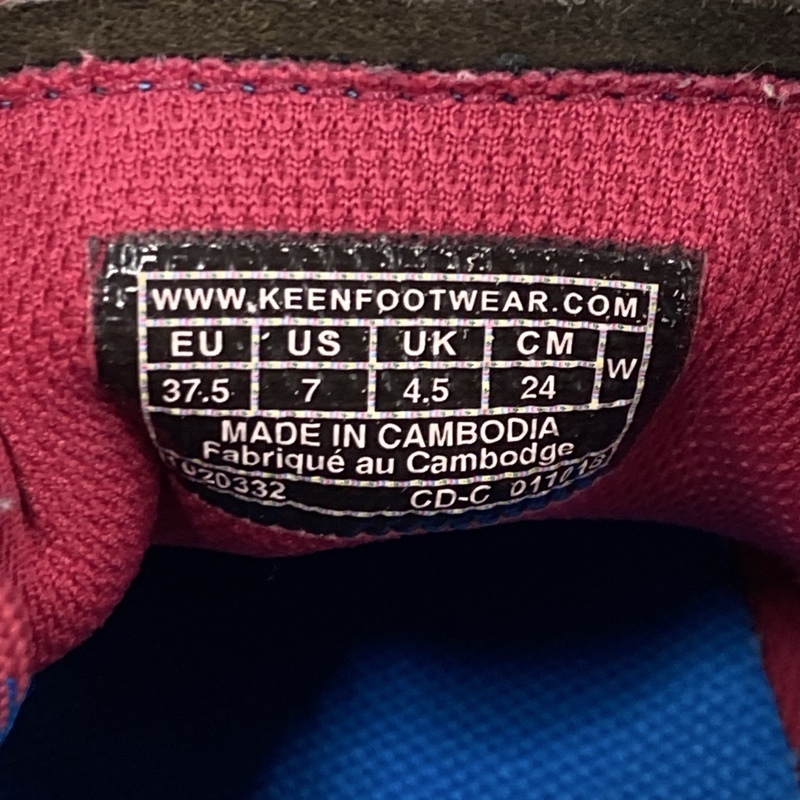 WWW.KEENFOOTWEAR.COM
EU US UK CM W
37.5 7 4.5 24
MADE IN CAMBODIA
Fabriqué au Cambodge
1020332 CD-C